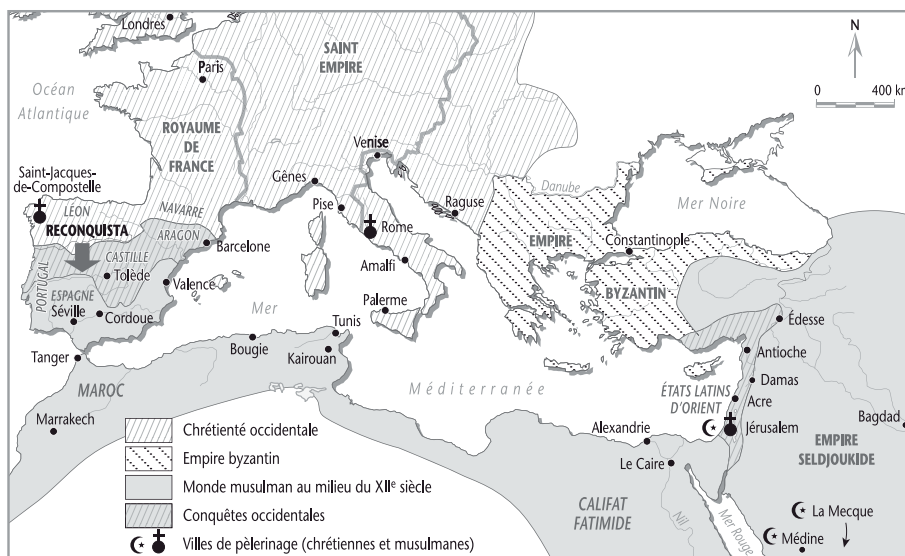 Londres
Paris
Océan
Atlantique
SAINT
EMPIRE
N
0 400 km
ROYAUME
DE
FRANCE
Venise
Gênes
Pise
Raguse
Danube
Mer Noire
Saint-Jacques-
de-Compostelle
LÉON
NAVARRE
RECONQUISTA
ARAGON
Barcelone
Rome
EMPIRE
Constantinople
CASTILLE
Tolède
PORTUGAL
Valence
Amalfi
BYZANTIN
ESPAGNE
Séville
Cordoue
Mer
Palerme
Édesse
Tanger
Bougie
Tunis
Kairouan
Antioche
MAROC
Méditerranée
ÉTATS LATINS
D'ORIENT
Damas
Acre
Marrakech
Alexandrie
Jérusalem
Bagdad
Le Caire
EMPIRE
SELDJOUKIDE
CALIFAT
FATIMIDE
Nil
Mer Rouge
La Mecque
Médine
Chrétienté occidentale
Empire byzantin
Monde musulman au milieu du XIIe siècle
Conquêtes occidentales
Villes de pèlerinage (chrétiennes et musulmanes)